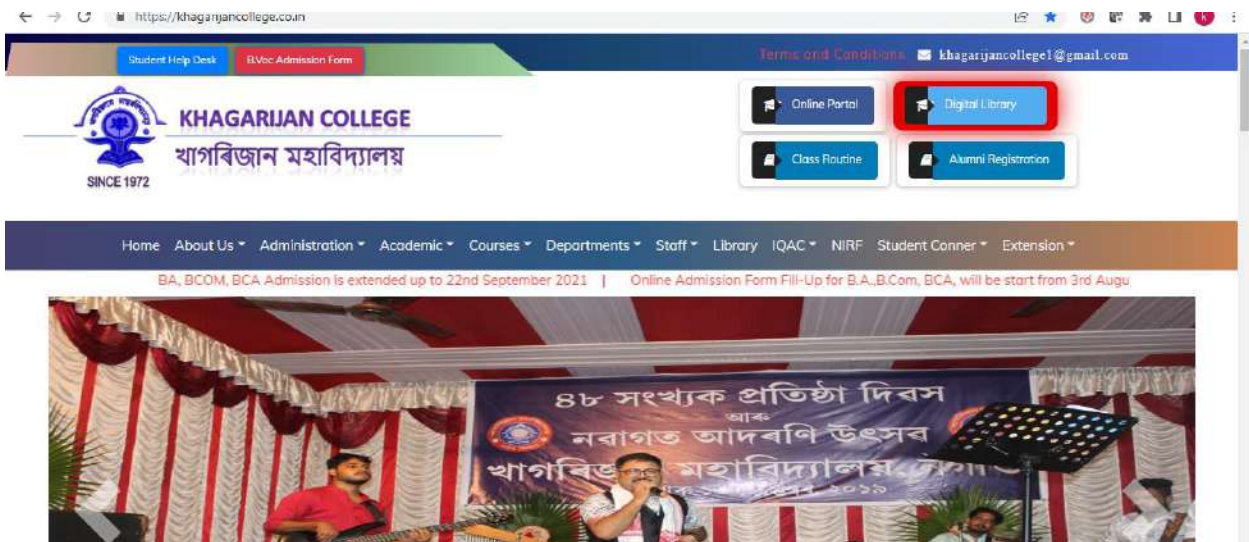 https://khagarijancollege.co.in
Student Help Desk B.Voc Admission Form Terms and Conditions khagarijancollege1@gmail.com
KHAGARIJAN COLLEGE
খাগৰিজান মহাবিদ্যালয়
SINCE 1972
Online Portal Digital Library
Class Routine Alumni Registration
Home About Us Administration Academic Courses Departments Staff Library IQAC NIRF Student Conner Extension
BA, BCOM, BCA Admission is extended up to 22nd September 2021 | Online Admission Form Fill-Up for B.A.,B.Com, BCA, will be start from 3rd Augu
৪৮ সংখ্যক প্ৰতিষ্ঠা দিৱস
আৰু
নৱাগত আদৰণি উৎসৱ
মহাবিদ্যালয়
২০১৯